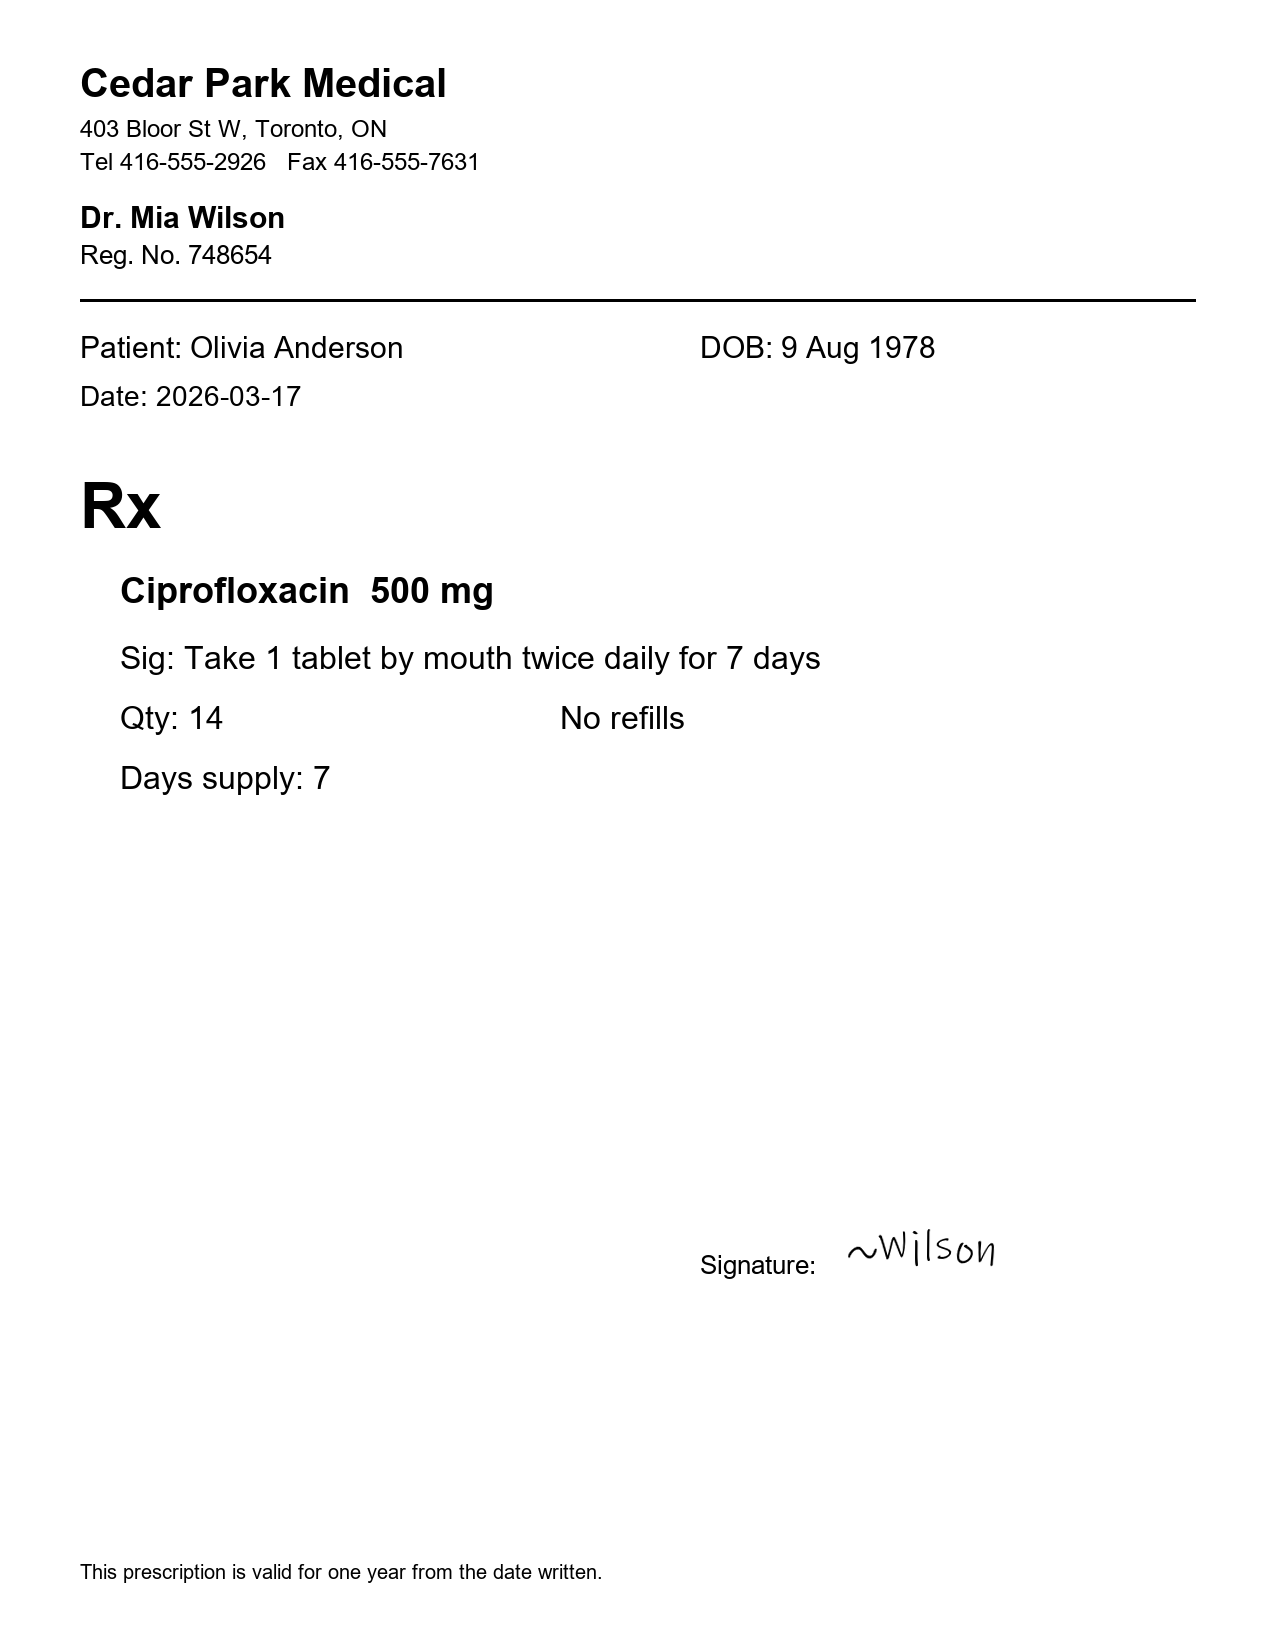 Cedar Park Medical
403 Bloor St W, Toronto, ON
Tel 416-555-2926   Fax 416-555-7631
Dr. Mia Wilson
Reg. No. 748654
Patient: Olivia Anderson   DOB: 9 Aug 1978
Date: 2026-03-17
Rx
Ciprofloxacin  500 mg
Sig: Take 1 tablet by mouth twice daily for 7 days
Qty: 14   No refills
Days supply: 7
Signature: ~Wilson
This prescription is valid for one year from the date written.